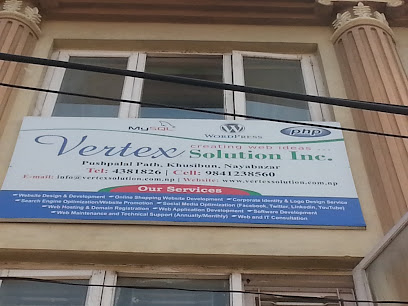 MySQL WordPress php
Vertex creating web ideas ...
Solution Inc.
Pushpalal Path, Khusibun, Nayabazar
Tel: 4381826 | Cell: 9841238560
E-mail: info@vertexsolution.com.np | Website: www.vertexsolution.com.np
Our Services
Website Design & Development Online Shopping Website Development Corporate Identity & Logo Design Service
Search Engine Optimization/Website Promotion Social Media Optimization (Facebook, Twitter, Linkedin, YouTube)
Web Hosting & Domain Registration Web Application Development Software Development
Web Maintenance and Technical Support (Annually/Monthly) Web and IT Consultation